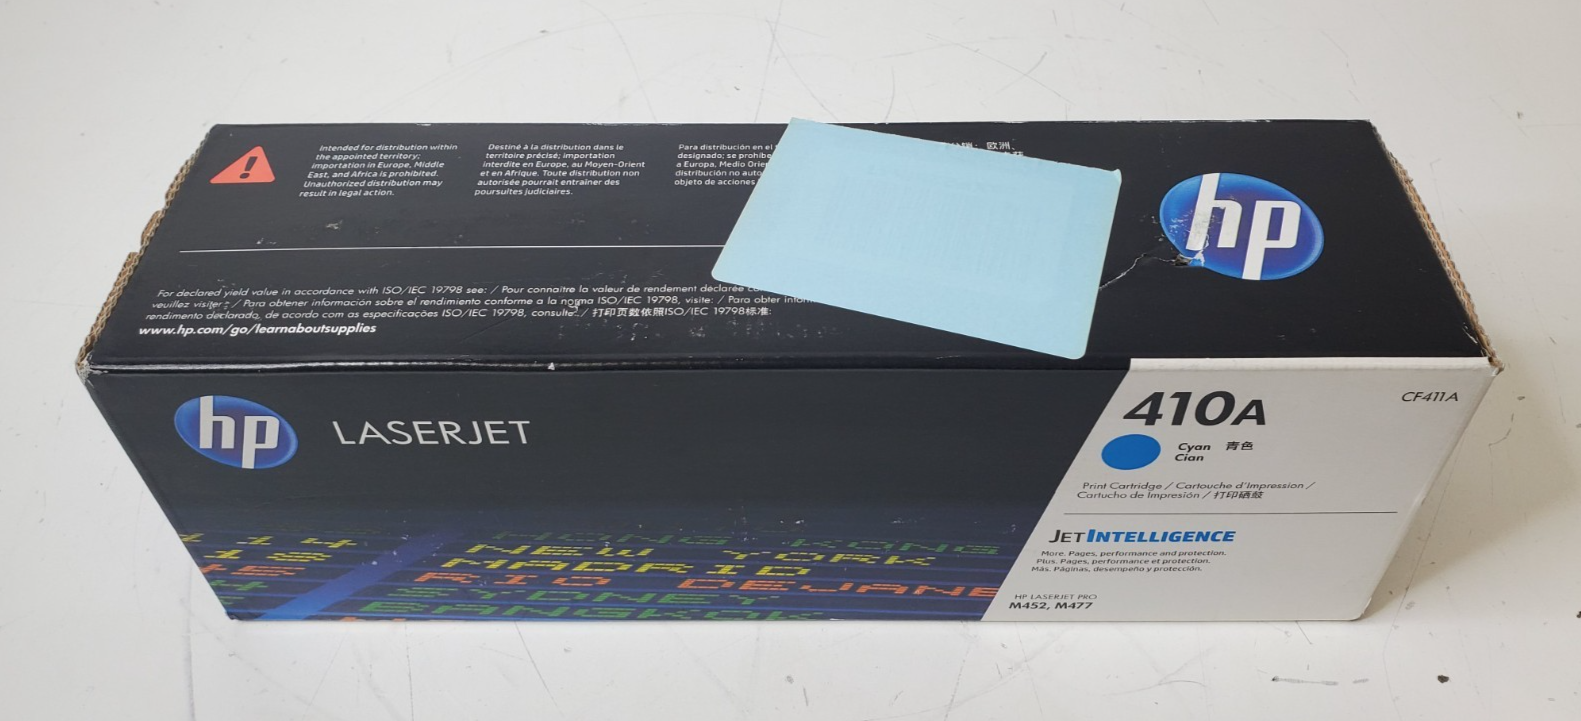 Intended for distribution within
the appointed territory;
importation in Europe, Middle
East, and Africa is prohibited.
Unauthorized distribution may
result in legal action.
Destiné à la distribution dans le
territoire précisé; importation
interdite en Europe, au Moyen-Orient
et en Afrique. Toute distribution non
autorisée pourrait entraîner des
poursuites judiciaires.
Para distribución en el
designado; se prohíbe
a Europa, Medio
distribución no
objeto de acciones
欧洲、
hp
For declared yield value in accordance with ISO/IEC 19798 see: / Pour connaître la valeur de rendement déclarée
veuillez visiter: / Para obtener información sobre el rendimiento conforme a la norma ISO/IEC 19798, visite: / Para obter
rendimento declarado, de acordo com as especificações ISO/IEC 19798, consulte: / 打印页数依照ISO/IEC 19798标准:
www.hp.com/go/learnaboutsupplies
hp LASERJET
410A
CF411A
Cyan 青色
Cian
Print Cartridge / Cartouche d'Impression /
Cartucho de Impresión / 打印硒鼓
JETINTELLIGENCE
More. Pages, performance and protection.
Plus. Pages, performance et protection.
Más. Páginas, desempeño y protección.
HP LASERJET PRO
M452, M477
HONG KONG
NEW YORK
MADRID
RIO DEJANE
SYDNEY
BANGKOK